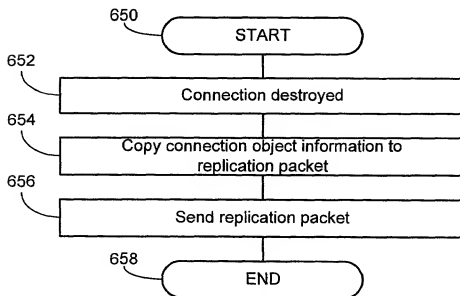 650
START
652
Connection destroyed
654
Copy connection object information to
replication packet
656
Send replication packet
658
END